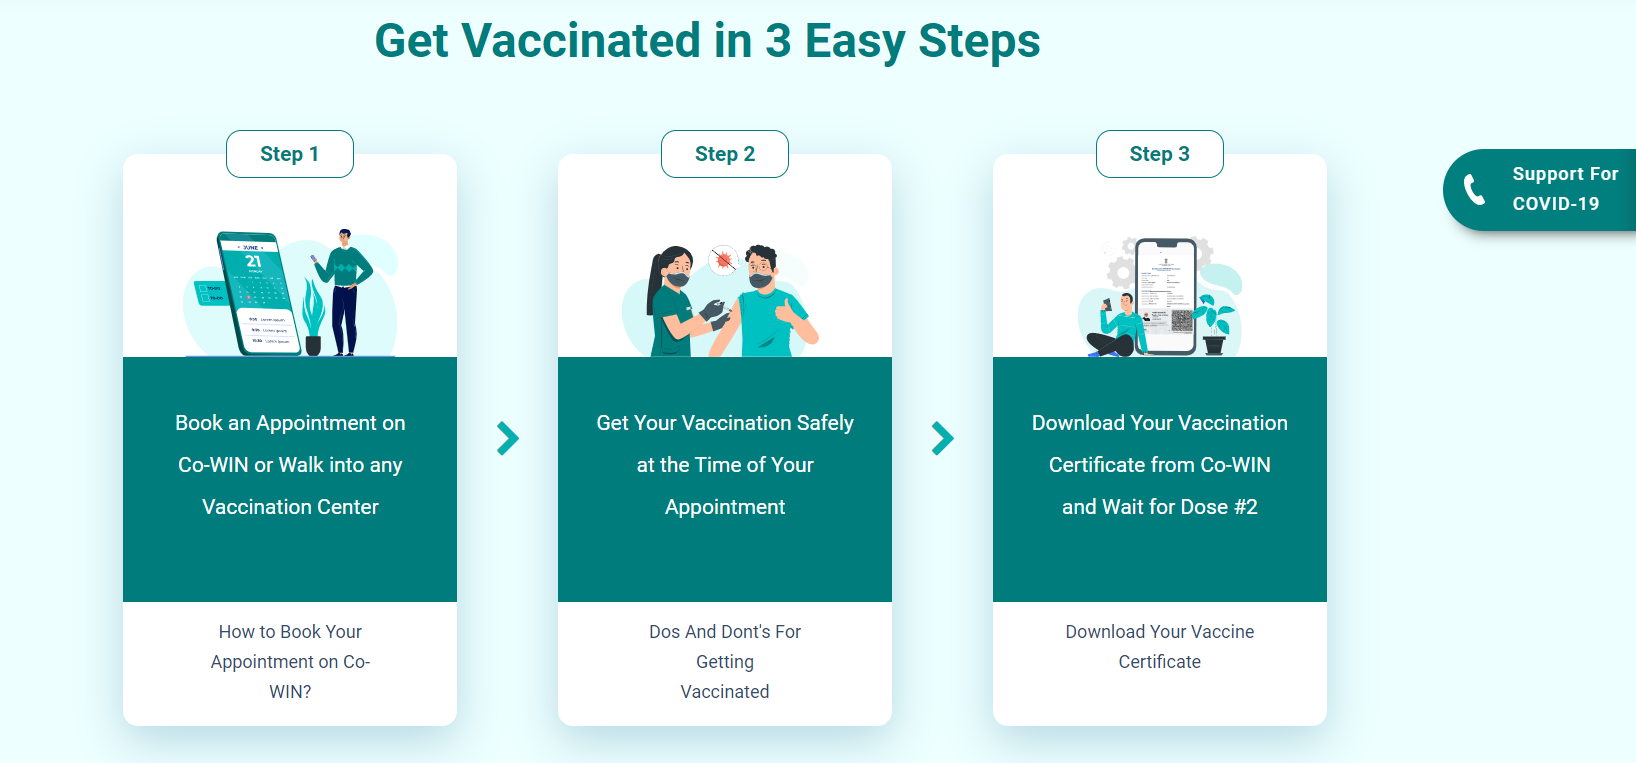 Get Vaccinated in 3 Easy Steps
Support For
COVID-19
Step 1
JUNE
21
Book an Appointment on
Co-WIN or Walk into any
Vaccination Center
How to Book Your
Appointment on Co-
WIN?
Step 2
Get Your Vaccination Safely
at the Time of Your
Appointment
Dos And Dont's For
Getting
Vaccinated
Step 3
Download Your Vaccination
Certificate from Co-WIN
and Wait for Dose #2
Download Your Vaccine
Certificate